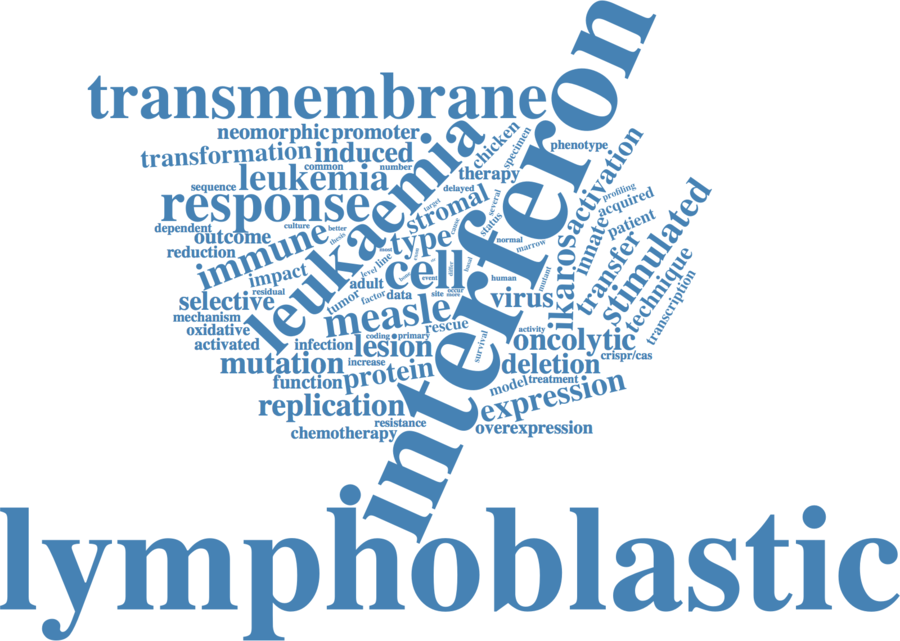 interferon
transmembrane
neomorphic promoter
chicken
specimen
phenotype
transformation induced
leukaemia
common
number
therapy
activation
sequence
leukemia
delayed
target
stromal
several
status
profiling
acquired
response
dependent
culture
better
thesis
outcome
immune
type
cause
normal
marrow
innate
patient
stimulated
reduction
impact
residual
level
line
cell
differ
basal
human
mutant
ikaros
transfer
technique
transcription
selective
tumor
factor
adult
data
event
site
occur
more
virus
mechanism
measle
rescue
oxidative
activated
infection
coding
primary
lesion
survival
activity
oncolytic
crispr/cas
mutation
increase
protein
deletion
function
model
treatment
expression
replication
resistance
chemotherapy
overexpression
lymphoblastic